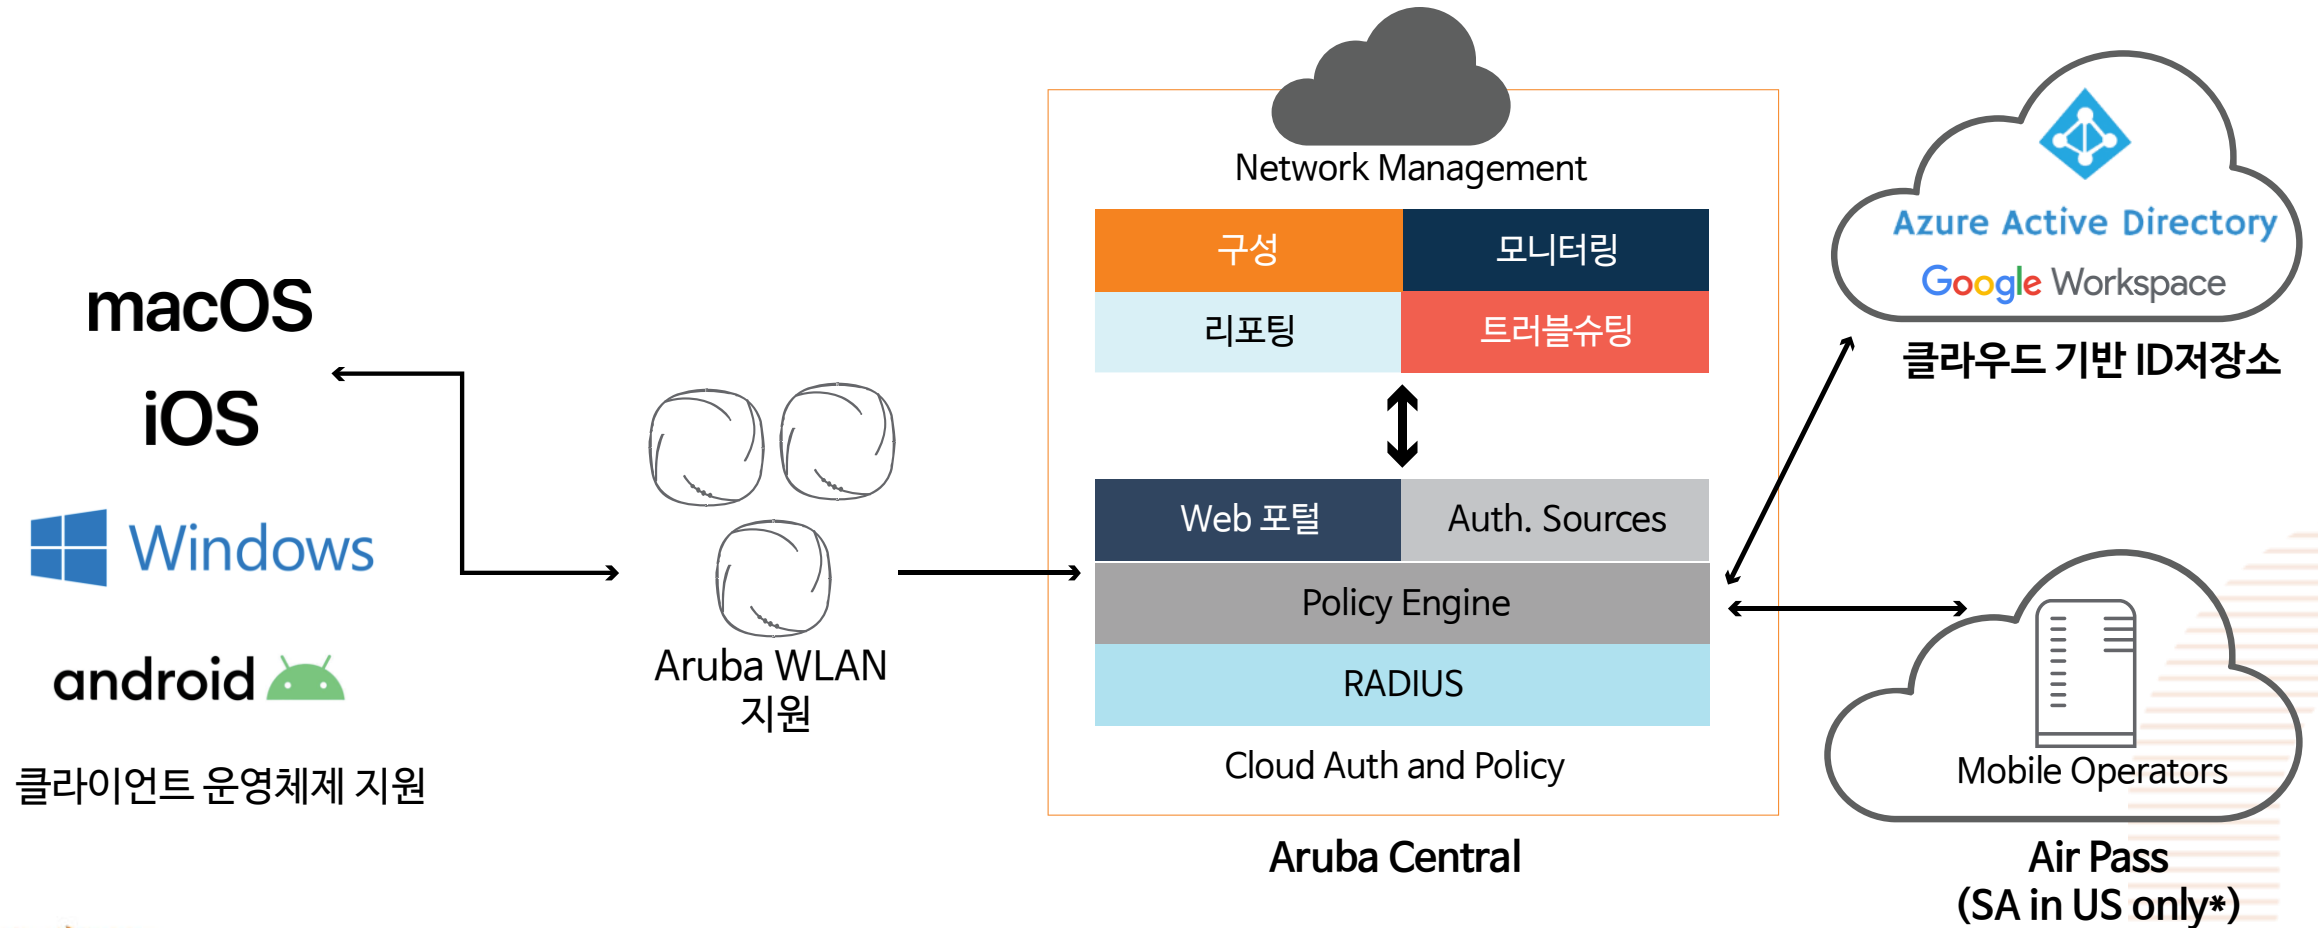 macOS
iOS
Windows
android
클라이언트 운영체제 지원
Aruba WLAN
지원
Network Management
구성
모니터링
리포팅
트러블슈팅
Web 포털
Auth. Sources
Policy Engine
RADIUS
Cloud Auth and Policy
Aruba Central
Azure Active Directory
Google Workspace
클라우드 기반 ID저장소
Mobile Operators
Air Pass
(SA in US only*)